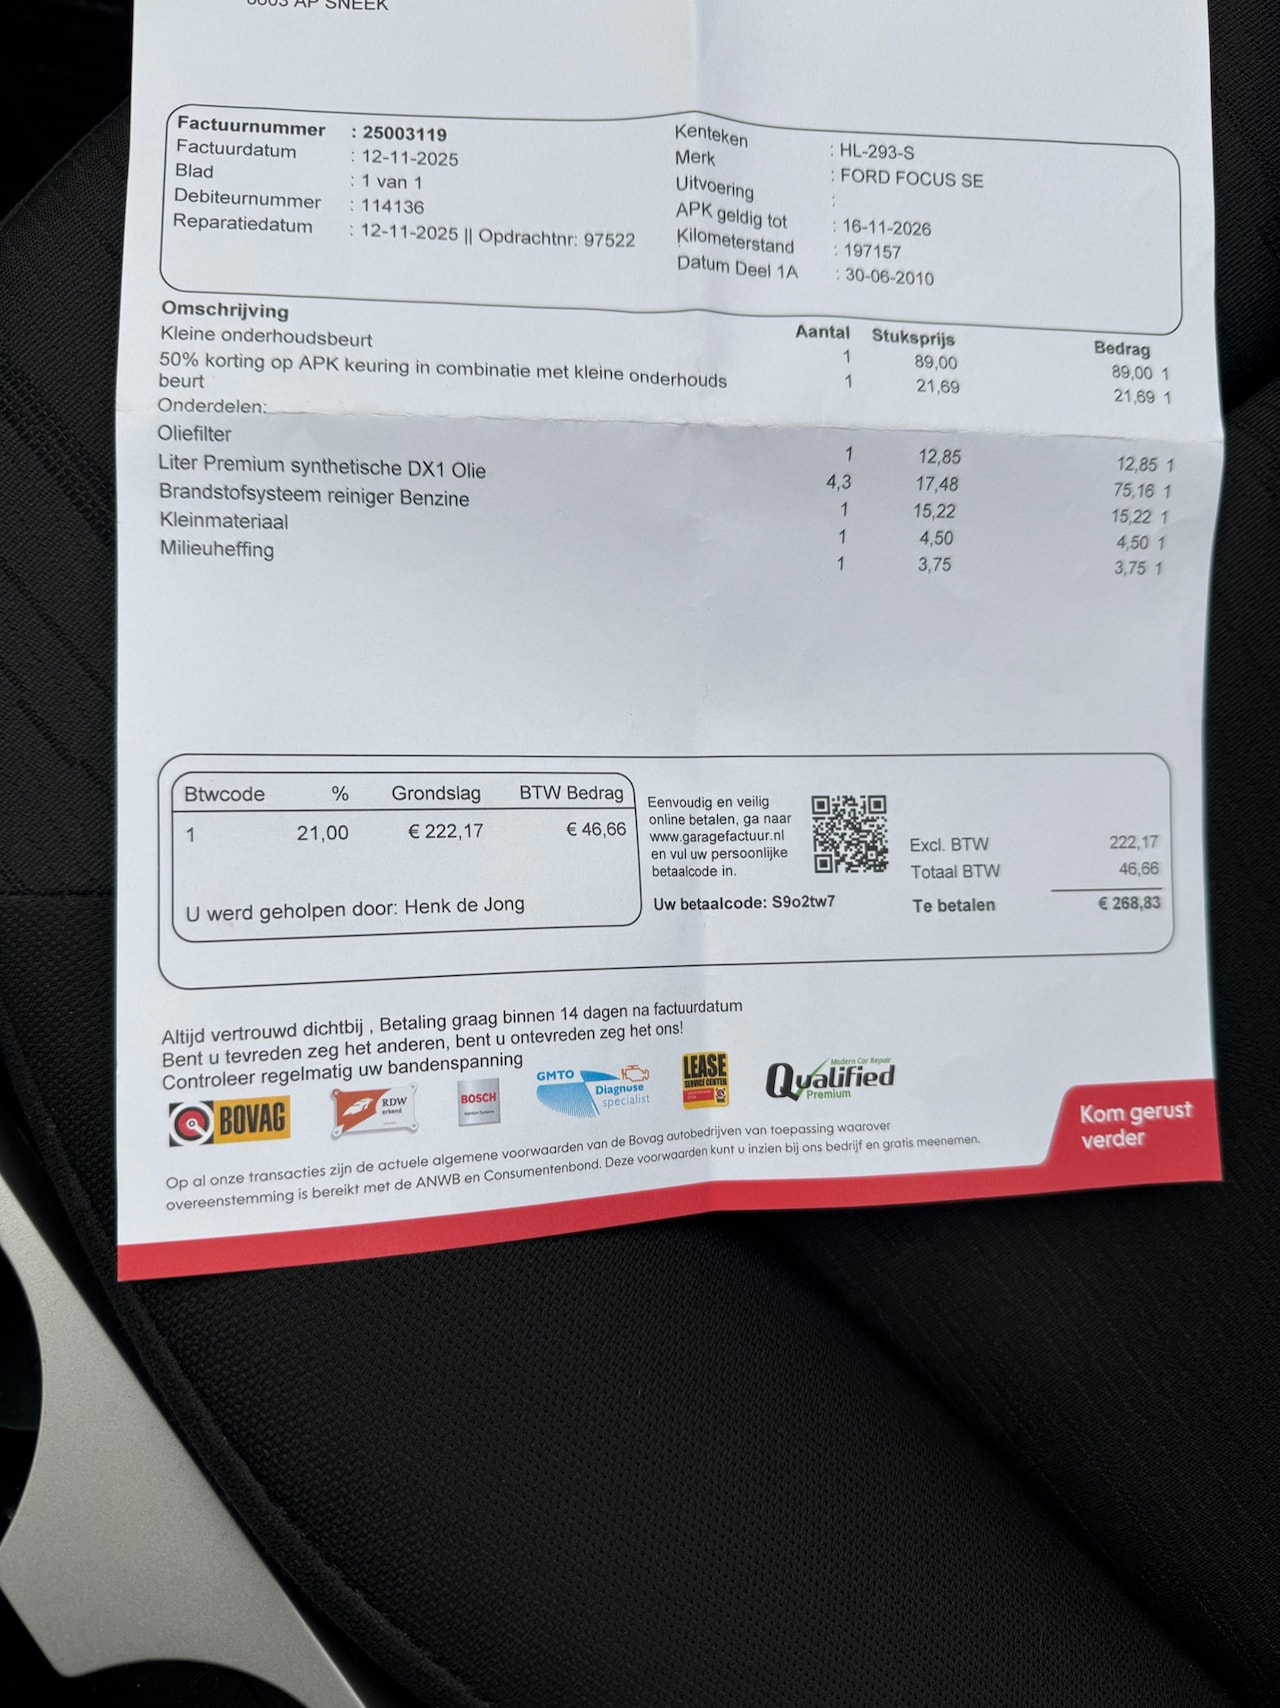 8605 AP SNEEK
Factuurnummer : 25003119
Factuurdatum : 12-11-2025
Blad : 1 van 1
Debiteurnummer : 114136
Reparatiedatum : 12-11-2025 || Opdrachtnr: 97522
Kenteken : HL-293-S
Merk : FORD FOCUS SE
Uitvoering :
APK geldig tot : 16-11-2026
Kilometerstand : 197157
Datum Deel 1A : 30-06-2010
Omschrijving Aantal Stuksprijs Bedrag
Kleine onderhoudsbeurt 1 89,00 89,00 1
50% korting op APK keuring in combinatie met kleine onderhouds 1 21,69 21,69 1
beurt
Onderdelen:
Oliefilter 1 12,85 12,85 1
Liter Premium synthetische DX1 Olie 4,3 17,48 75,16 1
Brandstofsysteem reiniger Benzine 1 15,22 15,22 1
Kleinmateriaal 1 4,50 4,50 1
Milieuheffing 1 3,75 3,75 1
Btwcode % Grondslag BTW Bedrag
1 21,00 € 222,17 € 46,66
U werd geholpen door: Henk de Jong
Eenvoudig en veilig
online betalen, ga naar
www.garagefactuur.nl
en vul uw persoonlijke
betaalcode in.
Uw betaalcode: S9o2tw7
Excl. BTW 222,17
Totaal BTW 46,66
Te betalen € 268,83
Altijd vertrouwd dichtbij , Betaling graag binnen 14 dagen na factuurdatum
Bent u tevreden zeg het anderen, bent u ontevreden zeg het ons!
Controleer regelmatig uw bandenspanning
BOVAG
RDW
erkend
BOSCH
GMTO
Diagnuse
specialist
LEASE
SERVICE CENTER
Modern Car Repair
Qualified
Premium
Kom gerust
verder
Op al onze transacties zijn de actuele algemene voorwaarden van de Bovag autobedrijven van toepassing waarover
overeenstemming is bereikt met de ANWB en Consumentenbond. Deze voorwaarden kunt u inzien bij ons bedrijf en gratis meenemen.